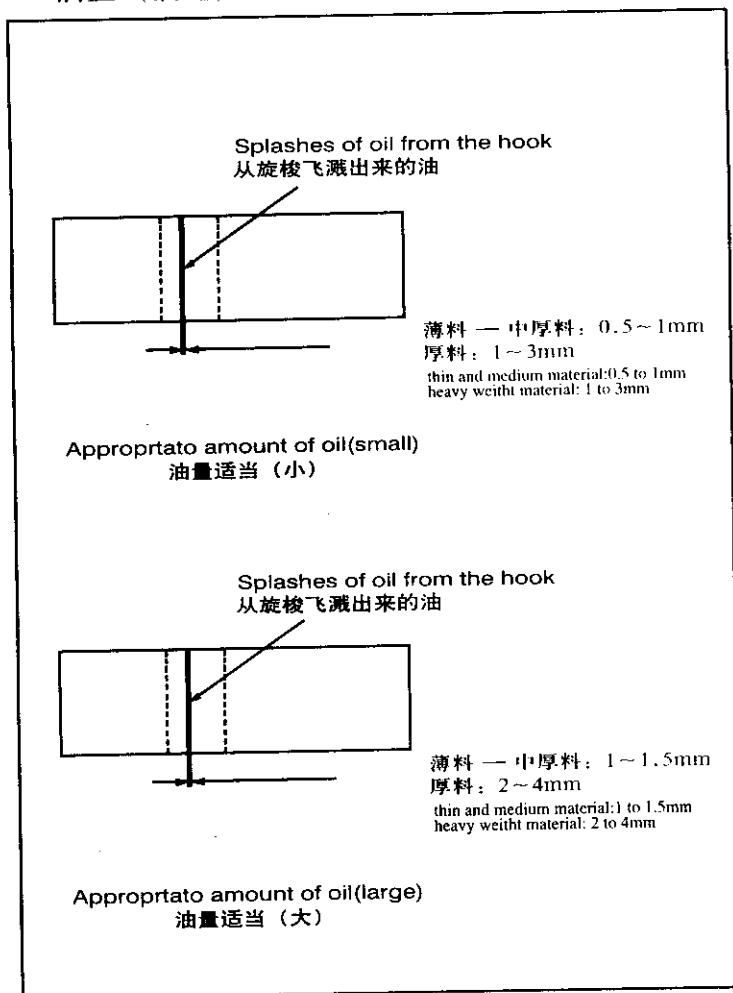 Splashes of oil from the hook
从旋梭飞溅出来的油
薄料 — 中厚料：0.5~1mm
厚料：1~3mm
thin and medium material:0.5 to 1mm
heavy weitht material: 1 to 3mm
Approprtato amount of oil(small)
油量适当（小）
Splashes of oil from the hook
从旋梭飞溅出来的油
薄料 — 中厚料：1~1.5mm
厚料：2~4mm
thin and medium material:1 to 1.5mm
heavy weitht material: 2 to 4mm
Approprtato amount of oil(large)
油量适当（大）